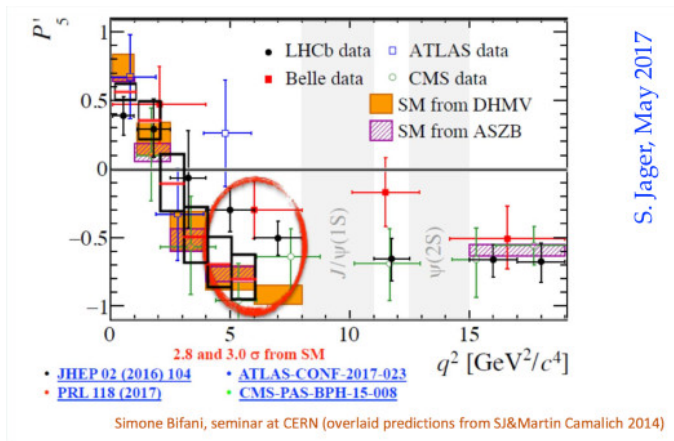 P'5
1
0.5
0
−0.5
−1
LHCb data
Belle data
ATLAS data
CMS data
SM from DHMV
SM from ASZB
J/ψ(1S)
ψ(2S)
0
5
10
15
q² [GeV²/c⁴]
2.8 and 3.0 σ from SM
• JHEP 02 (2016) 104
• ATLAS-CONF-2017-023
• PRL 118 (2017)
• CMS-PAS-BPH-15-008
Simone Bifani, seminar at CERN (overlaid predictions from SJ&Martin Camalich 2014)
S. Jager, May 2017